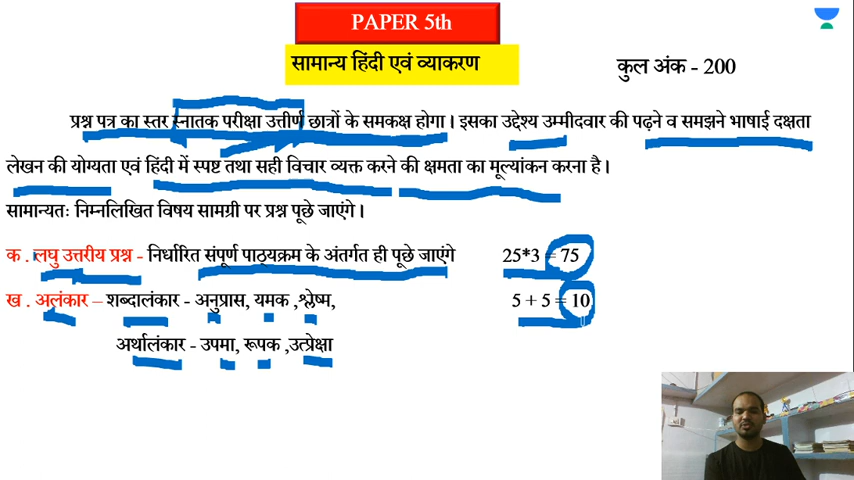 PAPER 5th
सामान्य हिंदी एवं व्याकरण
कुल अंक - 200
प्रश्न पत्र का स्तर स्नातक परीक्षा उत्तीर्ण छात्रों के समकक्ष होगा। इसका उद्देश्य उम्मीदवार की पढ़ने व समझने भाषाई दक्षता
लेखन की योग्यता एवं हिंदी में स्पष्ट तथा सही विचार व्यक्त करने की क्षमता का मूल्यांकन करना है।
सामान्यतः निम्नलिखित विषय सामग्री पर प्रश्न पूछे जाएंगे।
क . लघु उत्तरीय प्रश्न - निर्धारित संपूर्ण पाठ्यक्रम के अंतर्गत ही पूछे जाएंगे 25*3 = 75
ख . अलंकार – शब्दालंकार - अनुप्रास, यमक ,श्लेष्म, 5 + 5 = 10
अर्थालंकार - उपमा, रूपक ,उत्प्रेक्षा